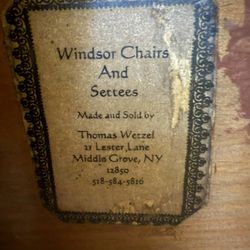 Windsor Chairs
And
Settees
Made and Sold by
Thomas Wetzel
21 Lester Lane
Middle Grove, NY
12850
518-584-5816